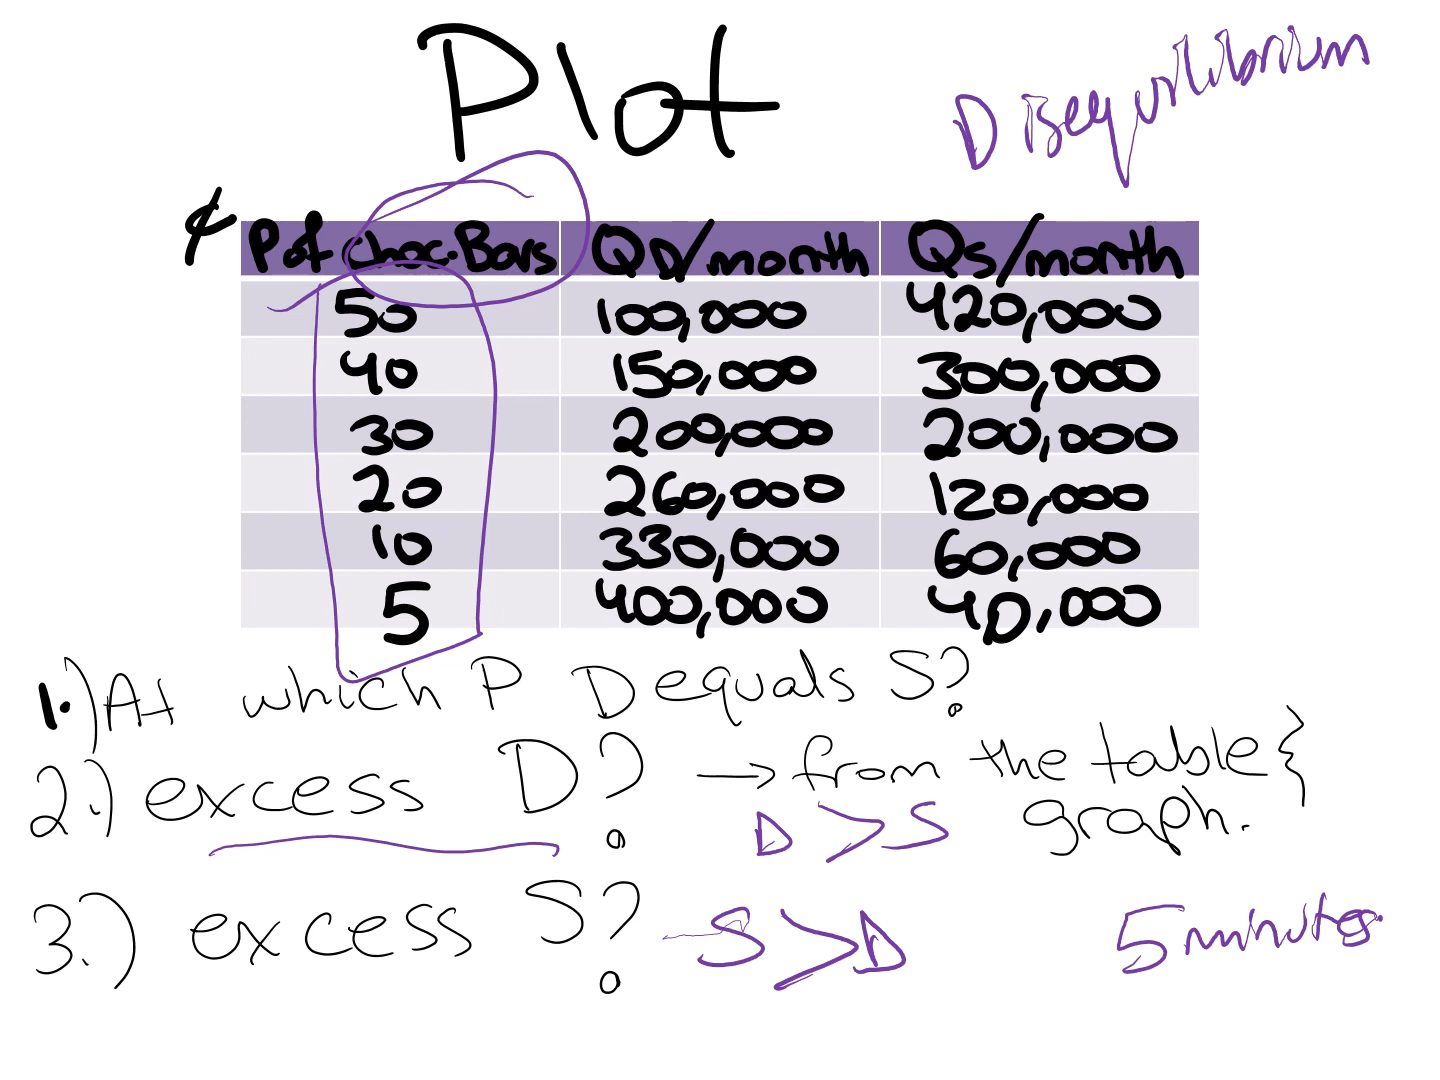 Plot
Disequilibrium
¢ P of choc. Bars QD/month Qs/month
50 100,000 420,000
40 150,000 300,000
30 200,000 200,000
20 260,000 120,000
10 330,000 60,000
5 400,000 40,000
1.) At which P D equals S?
2.) excess D? → from the table }
D > S graph.
3.) excess S? S > D 5 minutes.